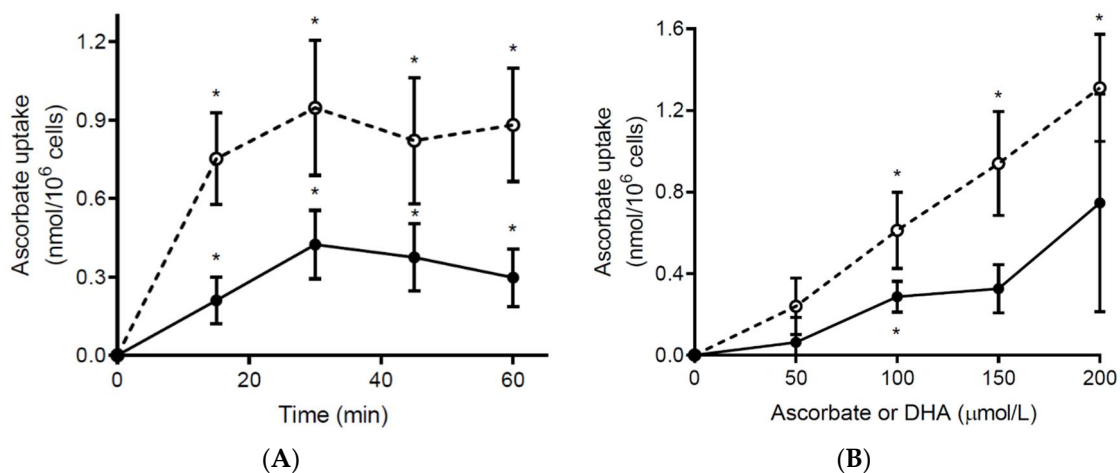 Ascorbate uptake
(nmol/10⁶ cells)
1.2
0.9
0.6
0.3
0.0
* * * *
* * * *
0 20 40 60
Time (min)
(A)
Ascorbate uptake
(nmol/10⁶ cells)
1.6
1.2
0.8
0.4
0.0
* * *
*
0 50 100 150 200
Ascorbate or DHA (μmol/L)
(B)